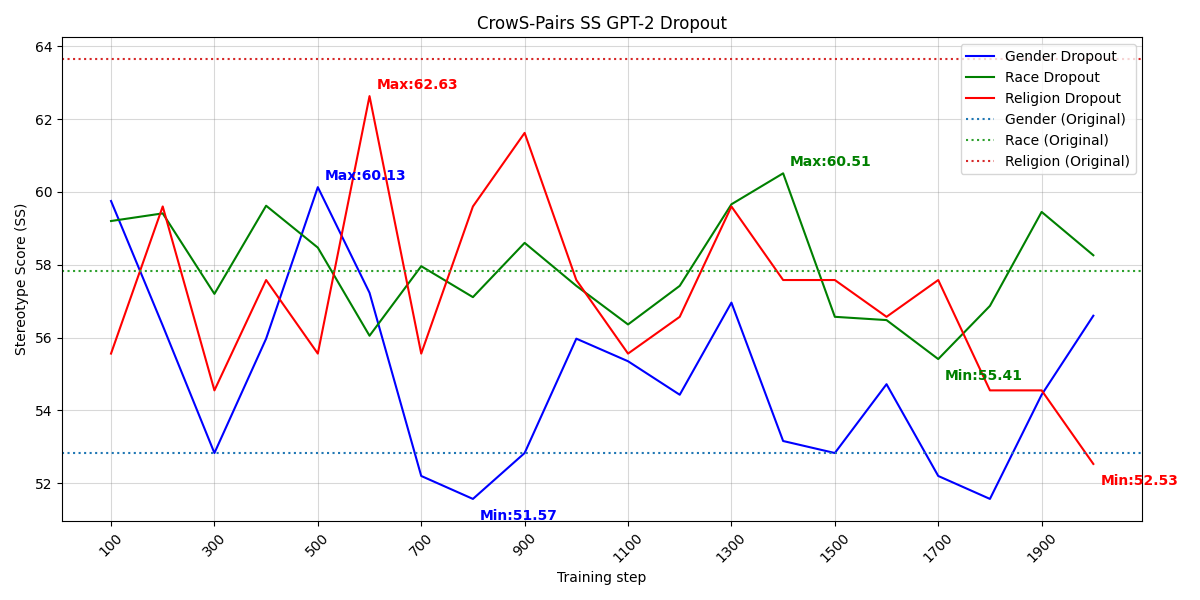 CrowS-Pairs SS GPT-2 Dropout
Stereotype Score (SS)
64
62
60
58
56
54
52
Gender Dropout
Race Dropout
Religion Dropout
Gender (Original)
Race (Original)
Religion (Original)
Max:62.63
Max:60.13
Max:60.51
Min:55.41
Min:52.53
Min:51.57
100
300
500
700
900
1100
1300
1500
1700
1900
Training step